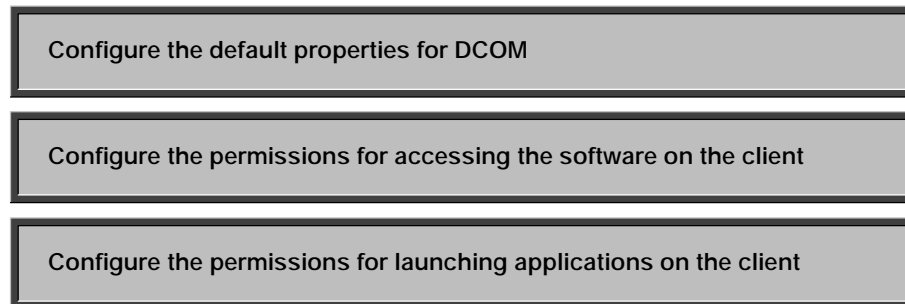 Configure the default properties for DCOM
Configure the permissions for accessing the software on the client
Configure the permissions for launching applications on the client